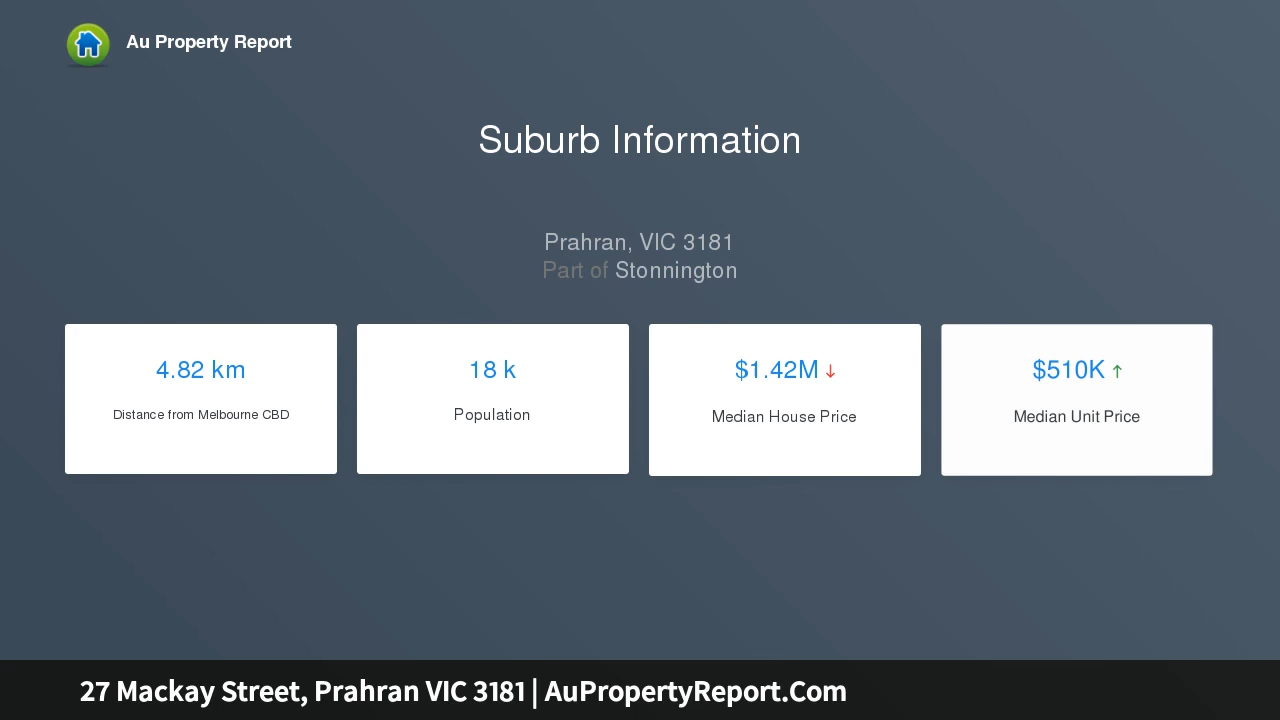 Au Property Report
Suburb Information
Prahran, VIC 3181
Part of Stonnington
4.82 km
Distance from Melbourne CBD
18 k
Population
$1.42M ↓
Median House Price
$510K ↑
Median Unit Price
27 Mackay Street, Prahran VIC 3181 | AuPropertyReport.Com